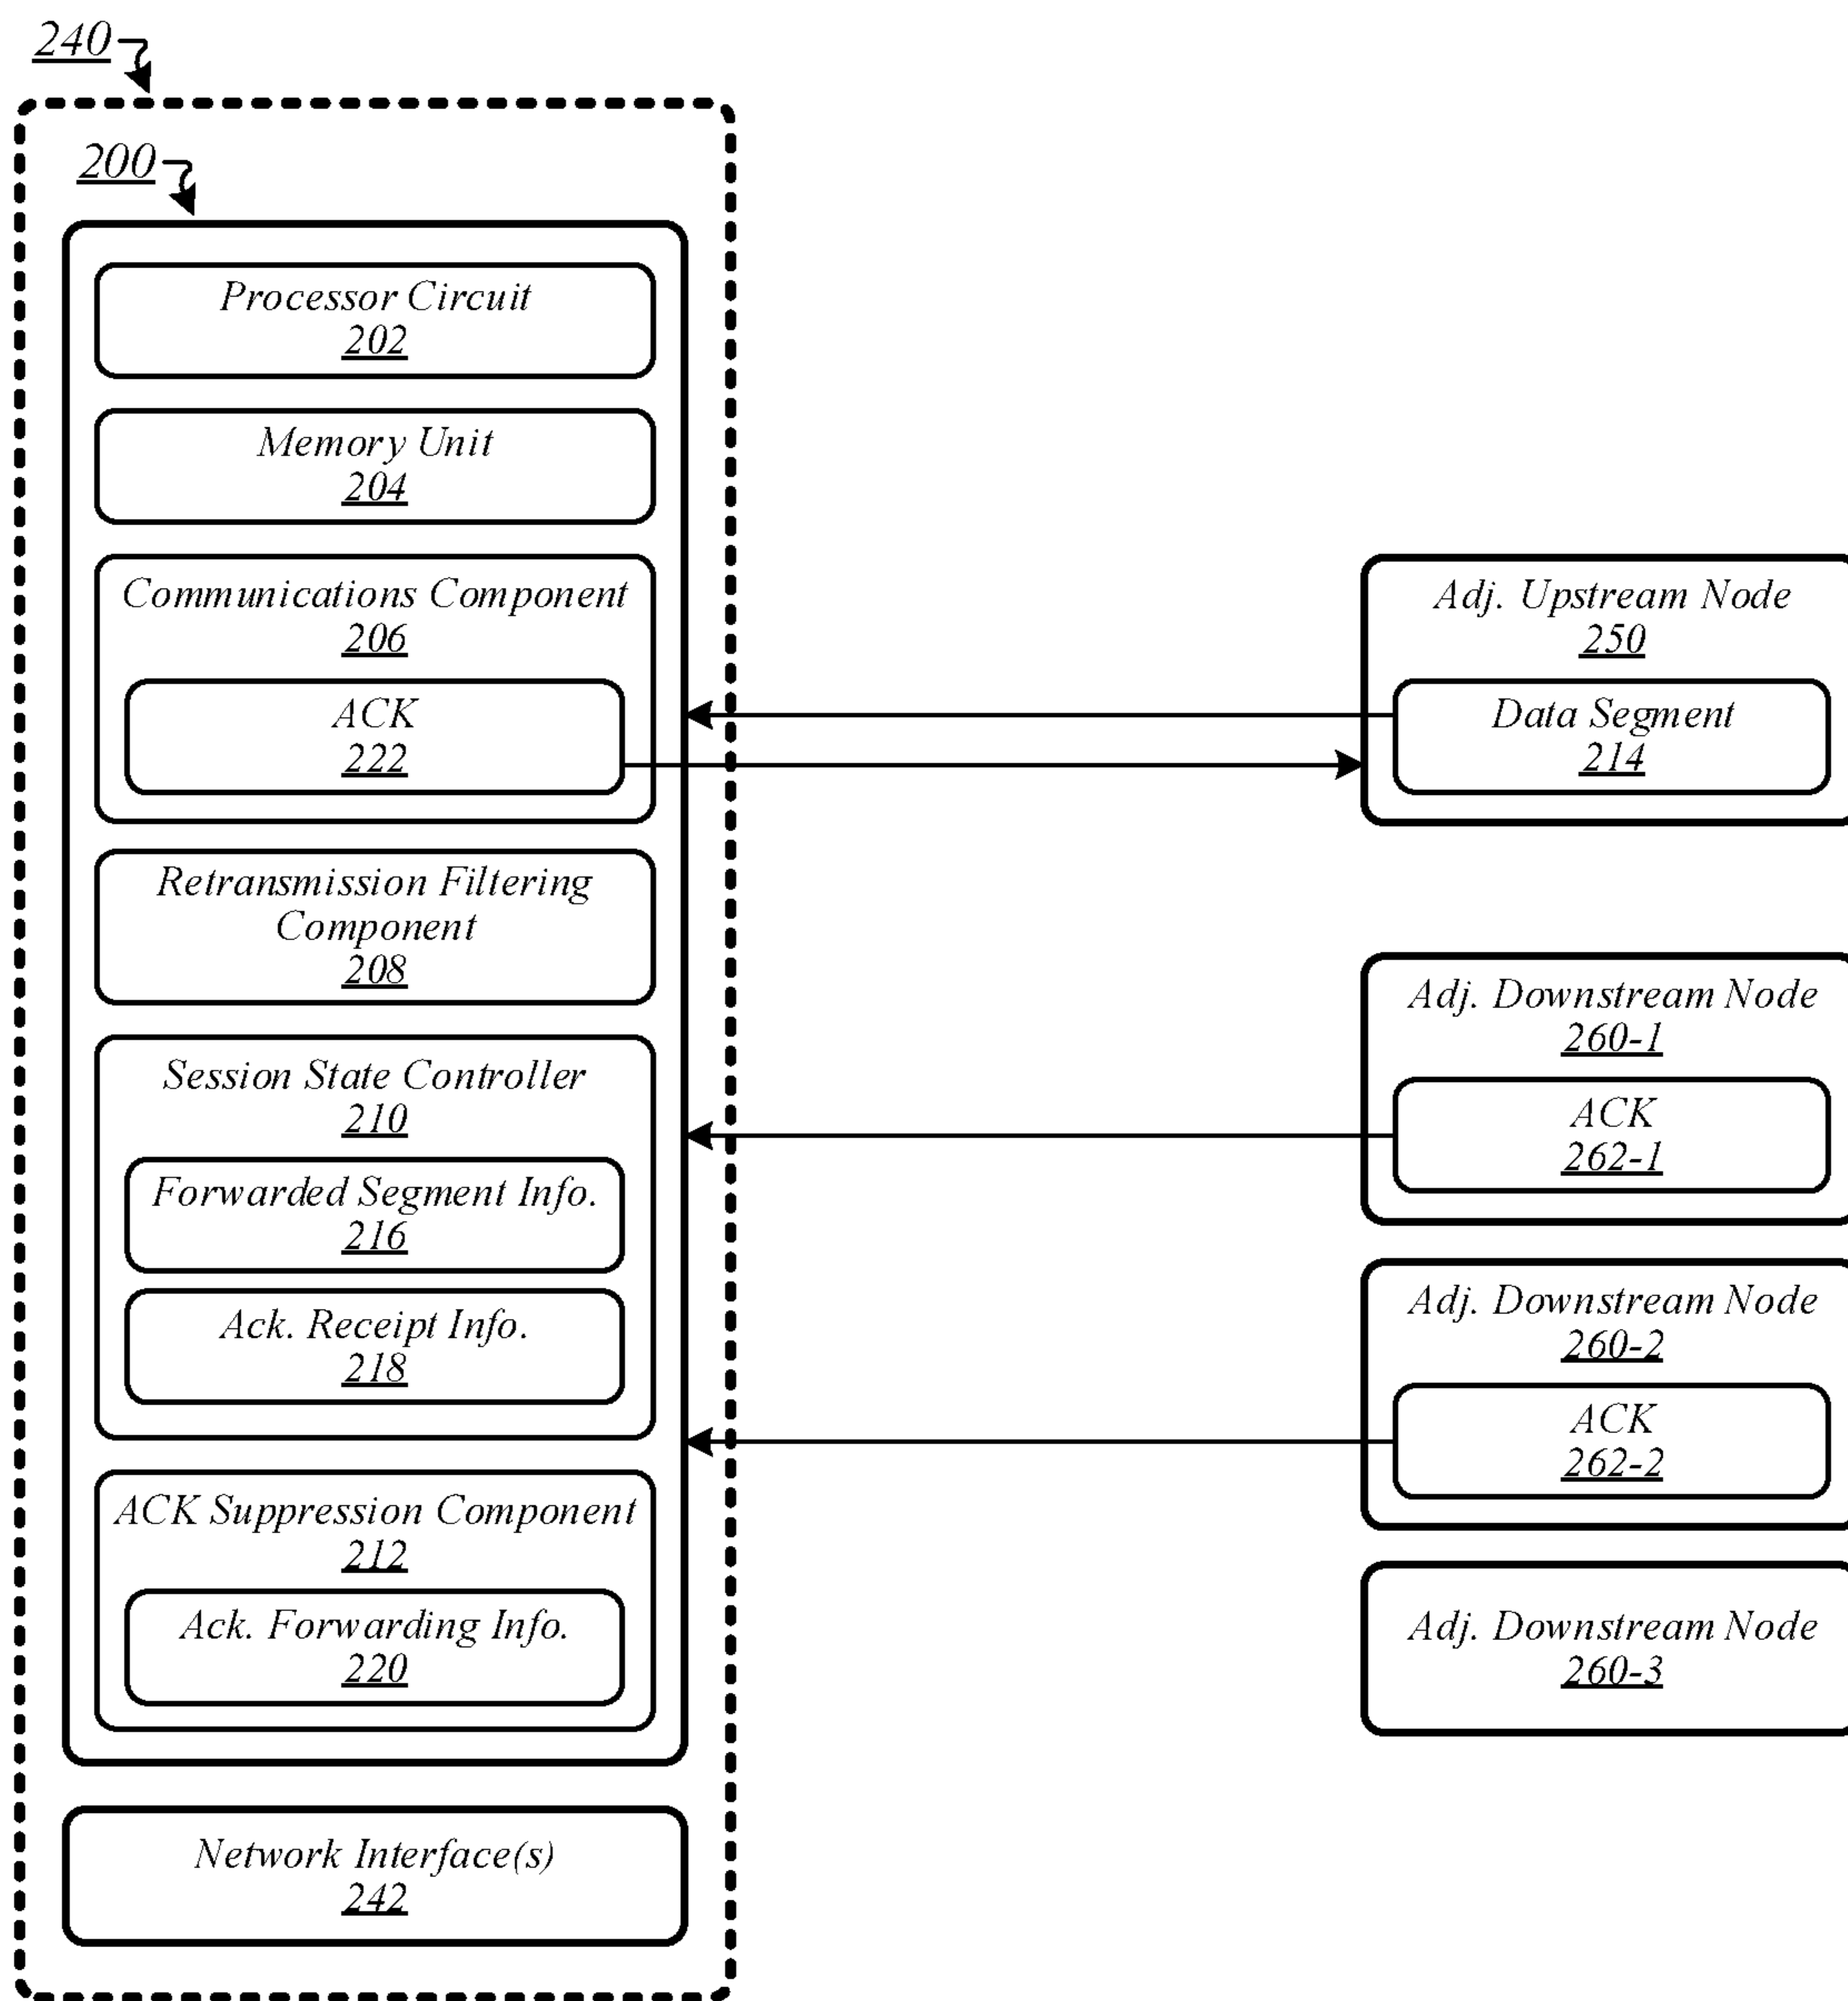 240
200
Processor Circuit
202
Memory Unit
204
Communications Component
206
ACK
222
Retransmission Filtering
Component
208
Session State Controller
210
Forwarded Segment Info.
216
Ack. Receipt Info.
218
ACK Suppression Component
212
Ack. Forwarding Info.
220
Network Interface(s)
242
Adj. Upstream Node
250
Data Segment
214
Adj. Downstream Node
260-1
ACK
262-1
Adj. Downstream Node
260-2
ACK
262-2
Adj. Downstream Node
260-3